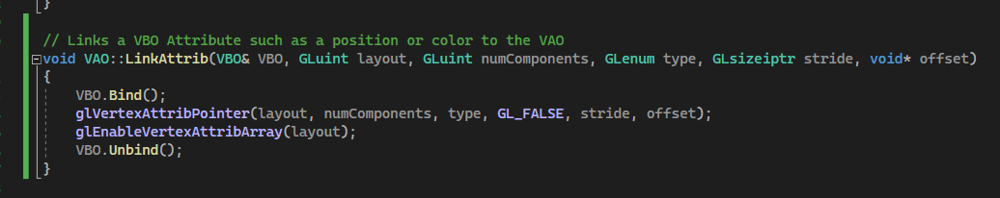 }
// Links a VBO Attribute such as a position or color to the VAO
void VAO::LinkAttrib(VBO& VBO, GLuint layout, GLuint numComponents, GLenum type, GLsizeiptr stride, void* offset)
{
VBO.Bind();
glVertexAttribPointer(layout, numComponents, type, GL_FALSE, stride, offset);
glEnableVertexAttribArray(layout);
VBO.Unbind();
}